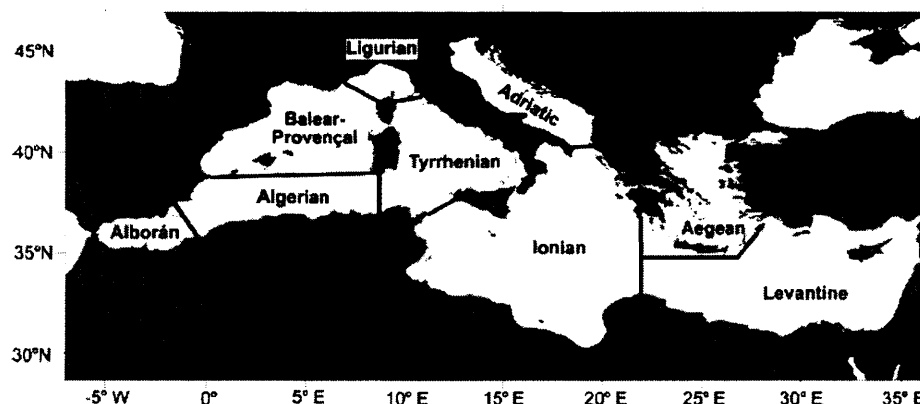 45°N
Ligurian
Adriatic
Balear-
Provençal
40°N
Tyrrhenian
Algerian
Alborán
Aegean
35°N
Ionian
Levantine
30°N
-5° W
0°
5° E
10° E
15° E
20° E
25° E
30° E
35° E